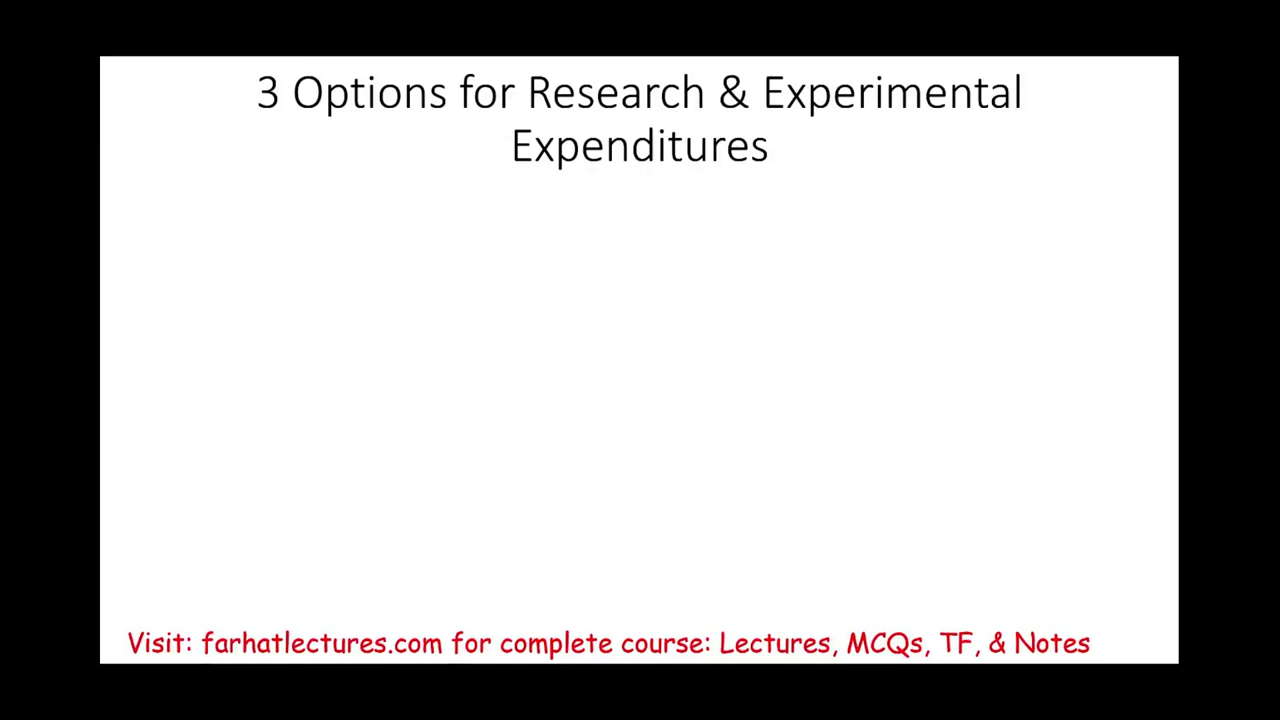 3 Options for Research & Experimental
Expenditures
Visit: farhatlectures.com for complete course: Lectures, MCQs, TF, & Notes